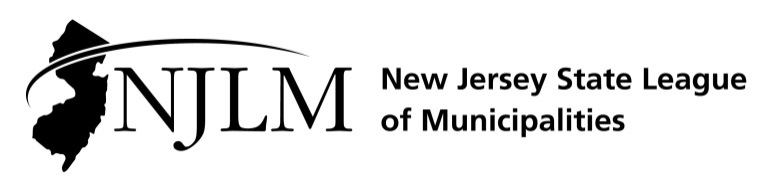 NJLM
New Jersey State League
of Municipalities